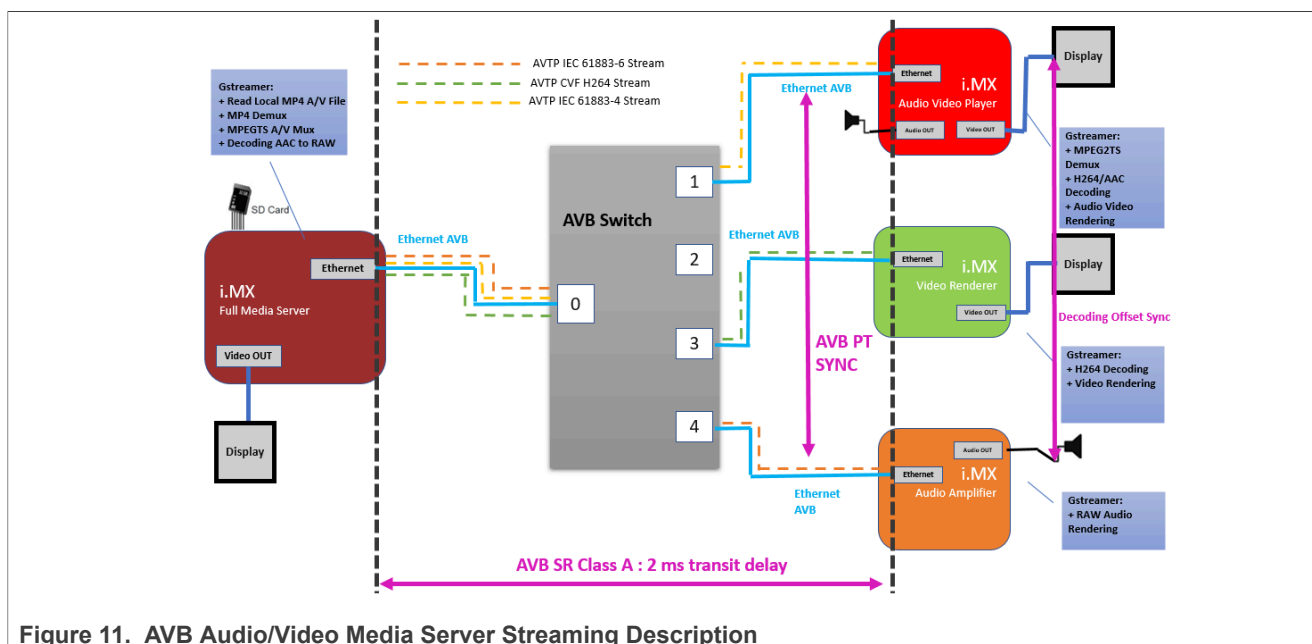 AVTP IEC 61883-6 Stream
AVTP CVF H264 Stream
AVTP IEC 61883-4 Stream
Gstreamer:
+ Read Local MP4 A/V File
+ MP4 Demux
+ MPEGTS A/V Mux
+ Decoding AAC to RAW
SD Card
Ethernet AVB
Ethernet
i.MX
Full Media Server
Video OUT
Display
AVB Switch
0
1
2
3
4
Ethernet AVB
Ethernet AVB
Ethernet
AVB
AVB PT
SYNC
Ethernet
i.MX
Audio Video Player
Audio OUT
Video OUT
Display
Gstreamer:
+ MPEG2TS
Demux
+ H264/AAC
Decoding
+ Audio Video
Rendering
Ethernet
i.MX
Video Renderer
Video OUT
Display
Decoding Offset Sync
Gstreamer:
+ H264 Decoding
+ Video Rendering
Audio OUT
i.MX
Ethernet
Audio Amplifier
Gstreamer:
+ RAW Audio
Rendering
AVB SR Class A : 2 ms transit delay
Figure 11. AVB Audio/Video Media Server Streaming Description